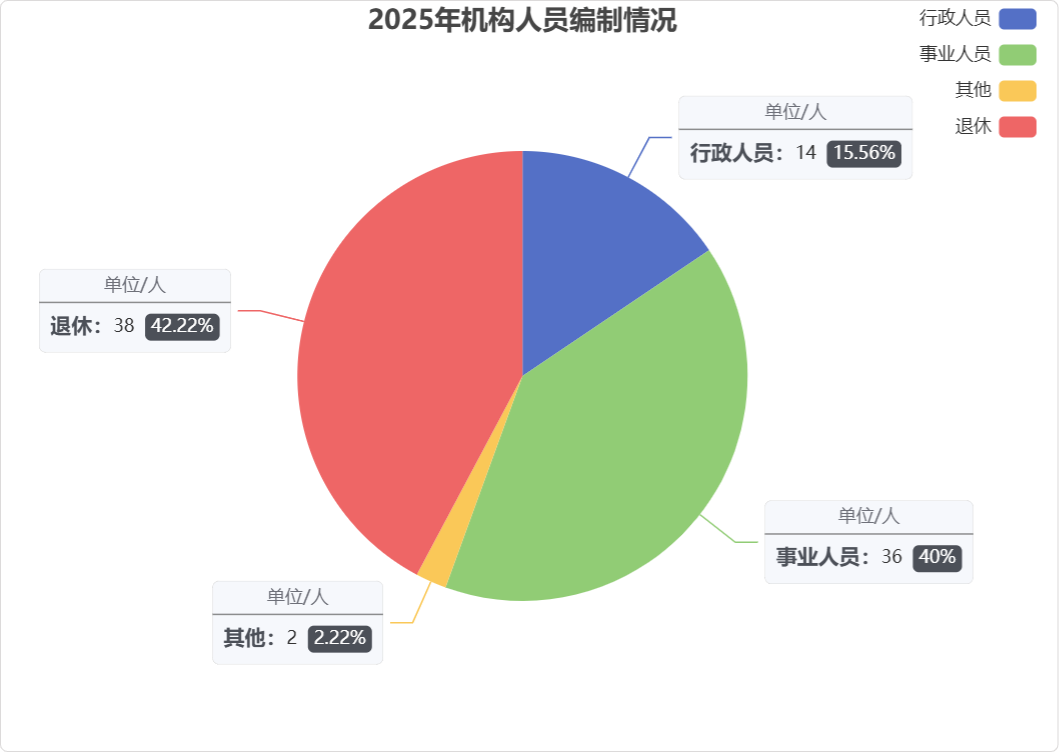 2025年机构人员编制情况
行政人员
事业人员
其他
退休
单位/人
行政人员：14 15.56%
单位/人
退休：38 42.22%
单位/人
事业人员：36 40%
单位/人
其他：2 2.22%